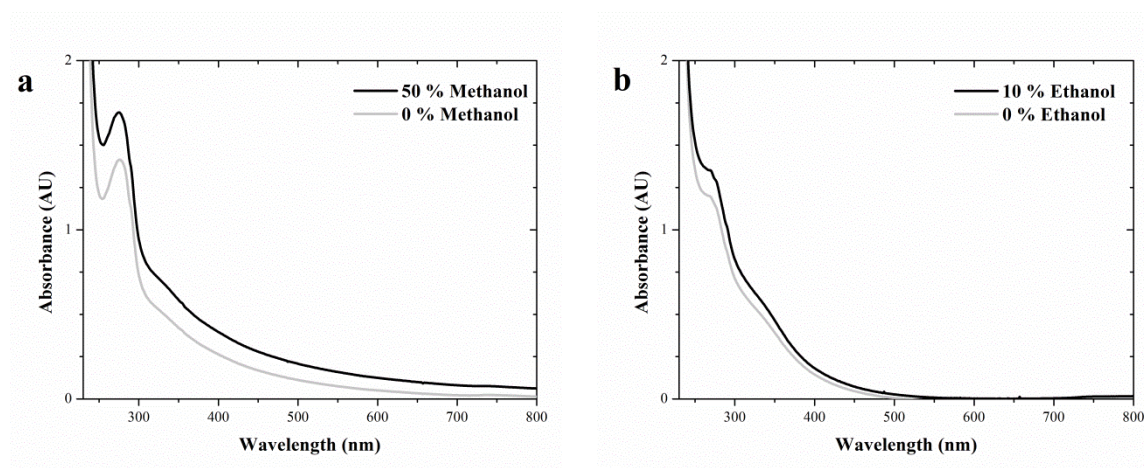 a
2
1
0
Absorbance (AU)
50 % Methanol
0 % Methanol
300 400 500 600 700 800
Wavelength (nm)
b
2
1
0
Absorbance (AU)
10 % Ethanol
0 % Ethanol
300 400 500 600 700 800
Wavelength (nm)